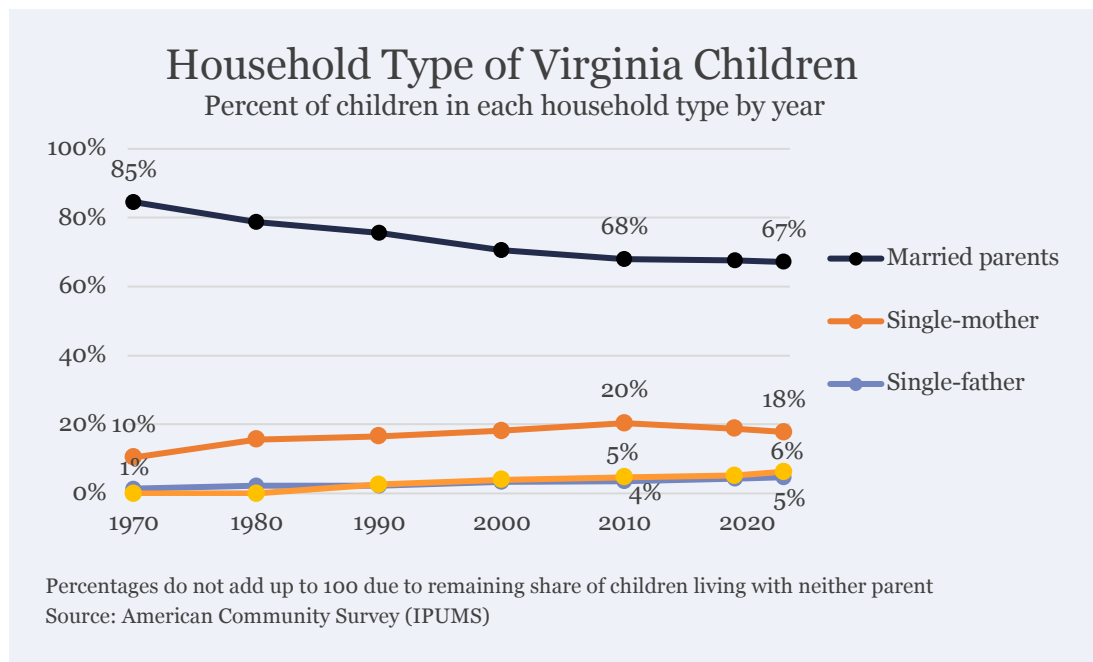 Household Type of Virginia Children
Percent of children in each household type by year
100%
85%
80%
68%
67%
Married parents
60%
Single-mother
40%
Single-father
20%
18%
20%
10%
5%
6%
1%
0%
4%
5%
1970 1980 1990 2000 2010 2020
Percentages do not add up to 100 due to remaining share of children living with neither parent
Source: American Community Survey (IPUMS)